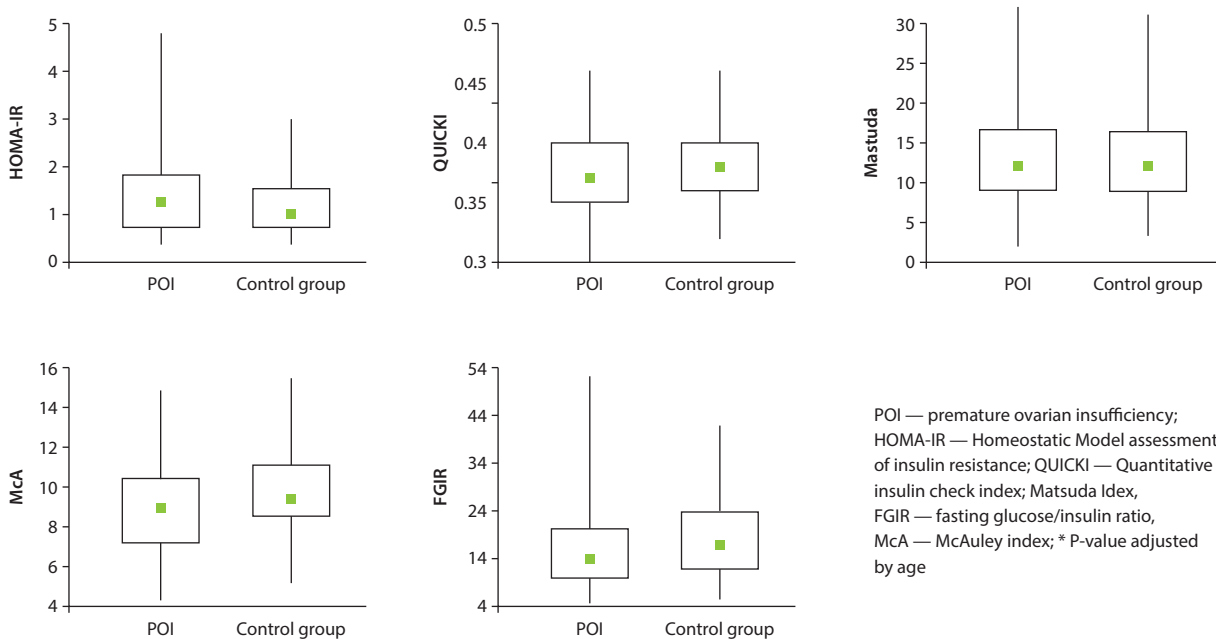 HOMA-IR
5
4
3
2
1
0
POI
Control group
QUICKI
0.5
0.45
0.4
0.35
0.3
POI
Control group
Mastuda
30
25
20
15
10
5
0
POI
Control group
McA
16
14
12
10
8
6
4
POI
Control group
FGIR
54
44
34
24
14
4
POI
Control group
POI — premature ovarian insufficiency;
HOMA-IR — Homeostatic Model assessment
of insulin resistance; QUICKI — Quantitative
insulin check index; Matsuda Idex,
FGIR — fasting glucose/insulin ratio,
McA — McAuley index; * P-value adjusted
by age